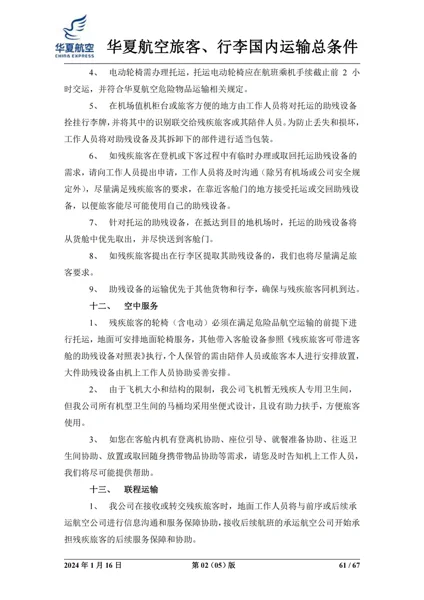 华夏航空
CHINA EXPRESS
华夏航空旅客、行李国内运输总条件
4、 电动轮椅需办理托运，托运电动轮椅应在航班乘机手续截止前 2 小
时交运，并符合华夏航空危险物品运输相关规定。
5、 在机场值机柜台或旅客方便的地方由工作人员将对托运的助残设备
拴挂行李牌，并将其中的识别联交给残疾旅客或其陪伴人员。为防止丢失和损坏，
工作人员将对助残设备及其拆卸下的部件进行适当包装。
6、 如残疾旅客在登机或下客过程中有临时办理或取回托运助残设备的
需求，请向工作人员提出申请，工作人员将及时沟通（除另有机场或公司安全规
定外），尽量满足残疾旅客的要求，在靠近客舱门的地方接受托运或交回助残设
备，以便旅客能尽可能使用自己的助残设备。
7、 针对托运的助残设备，在抵达到目的地机场时，托运的助残设备将
从货舱中优先取出，并尽快送到客舱门。
8、 如残疾旅客提出在行李区提取其助残设备的，我们也将尽量满足旅
客要求。
9、 助残设备的运输优先于其他货物和行李，确保与残疾旅客同机到达。
十二、 空中服务
1、 残疾旅客的轮椅（含电动）必须在满足危险品航空运输的前提下进
行托运，地面可安排地面轮椅服务，其他带入客舱设备参照《残疾旅客可带进客
舱的助残设备对照表》执行，个人保管的需由陪伴人员或旅客本人进行安排放置，
大件助残设备由机上工作人员协助妥善安排。
2、 由于飞机大小和结构的限制，我公司飞机暂无残疾人专用卫生间，
但我公司所有机型卫生间的马桶均采用坐便式设计，且设有助力扶手，方便旅客
使用。
3、 如您在客舱内机有登离机协助、座位引导、就餐准备协助、往返卫
生间协助、放置或取回随身携带物品协助等需求，请您及时告知机上工作人员，
我们将尽可能提供帮助。
十三、 联程运输
1、 我公司在接收或转交残疾旅客时，地面工作人员将与前序或后续承
运航空公司进行信息沟通和服务保障协助，接收后续航班的承运航空公司开始承
担残疾旅客的后续服务保障和协助。
2024 年 1 月 16 日 第 02（05）版 61 / 67